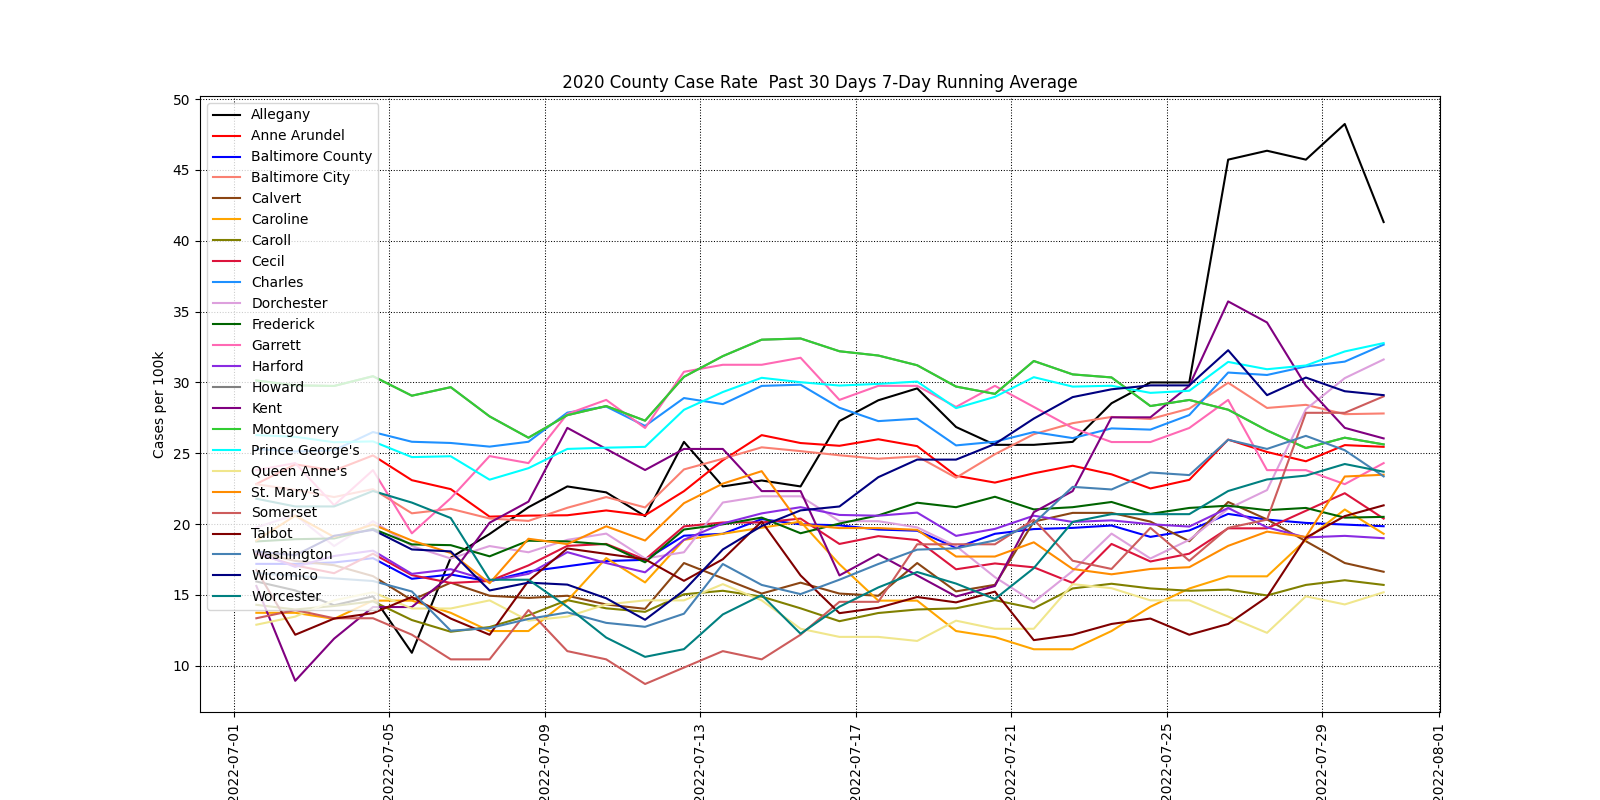 2020 County Case Rate  Past 30 Days 7-Day Running Average
Cases per 100k
50
45
40
35
30
25
20
15
10
Allegany
Anne Arundel
Baltimore County
Baltimore City
Calvert
Caroline
Caroll
Cecil
Charles
Dorchester
Frederick
Garrett
Harford
Howard
Kent
Montgomery
Prince George's
Queen Anne's
St. Mary's
Somerset
Talbot
Washington
Wicomico
Worcester
2022-07-01
2022-07-05
2022-07-09
2022-07-13
2022-07-17
2022-07-21
2022-07-25
2022-07-29
2022-08-01